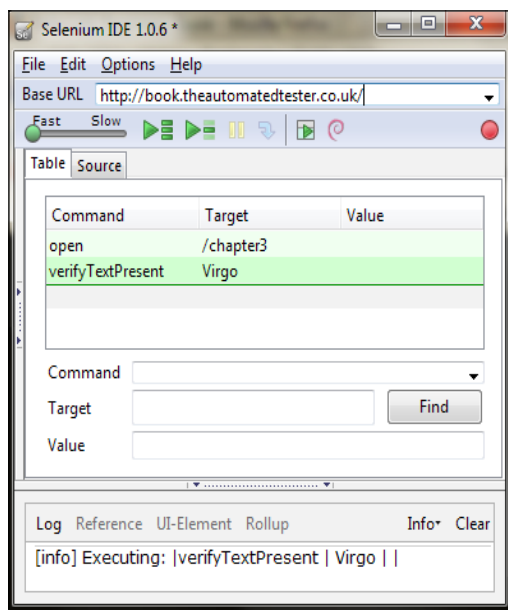 Selenium IDE 1.0.6 *
File Edit Options Help
Base URL http://book.theautomatedtester.co.uk/
Fast Slow
Table Source
Command Target Value
open /chapter3
verifyTextPresent Virgo
Command
Target Find
Value
Log Reference UI-Element Rollup Info Clear
[info] Executing: |verifyTextPresent | Virgo | |